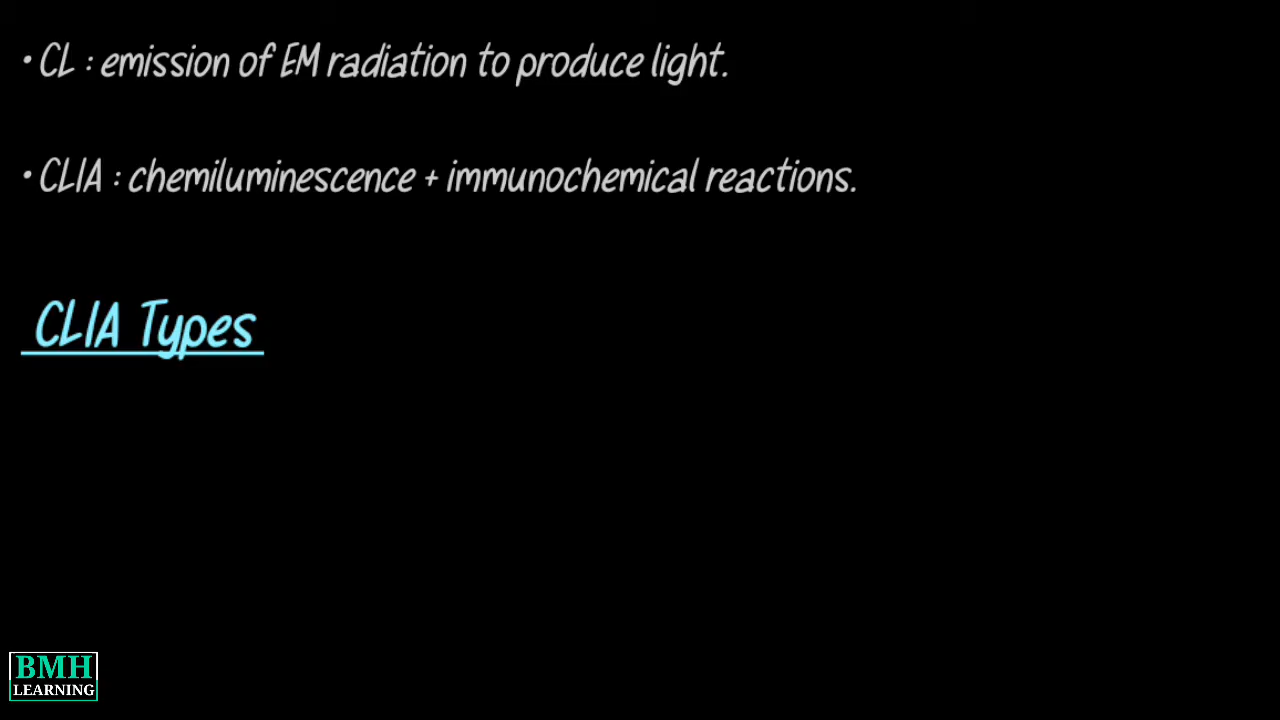 • CL : emission of EM radiation to produce light.
• CLIA : chemiluminescence + immunochemical reactions.
CLIA Types
BMH
LEARNING